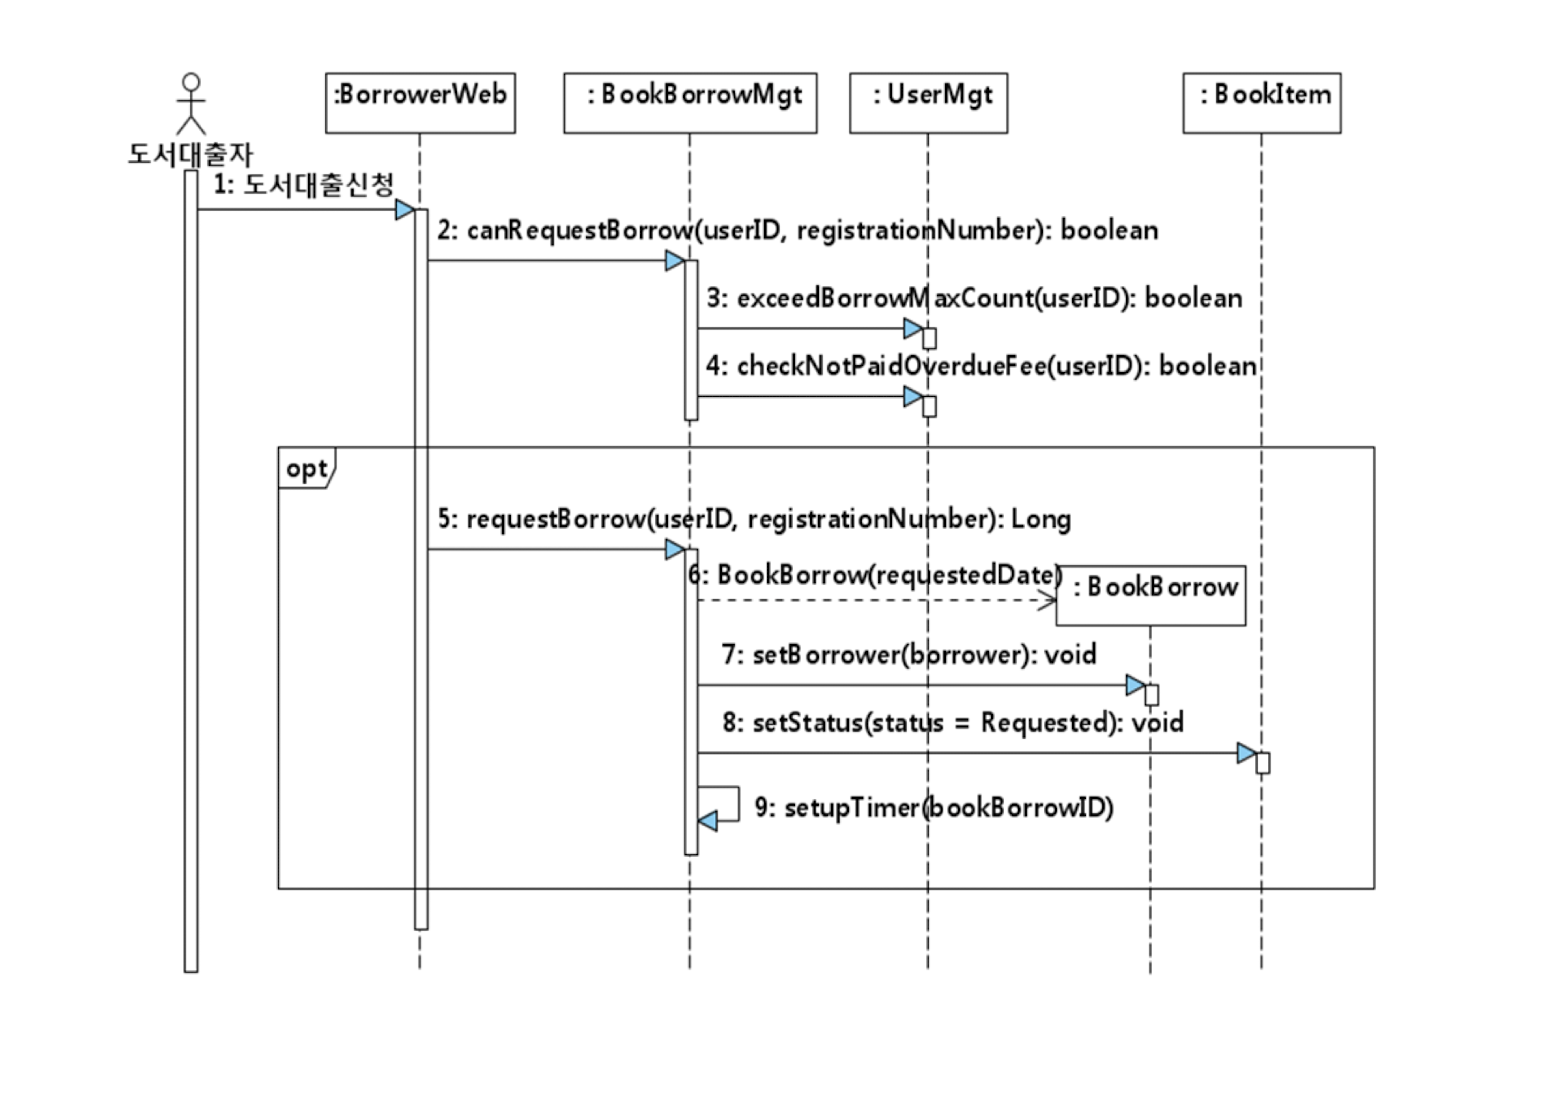 :BorrowerWeb
: BookBorrowMgt
: UserMgt
: BookItem
도서대출자
1: 도서대출신청
2: canRequestBorrow(userID, registrationNumber): boolean
3: exceedBorrowMaxCount(userID): boolean
4: checkNotPaidOverdueFee(userID): boolean
opt
5: requestBorrow(userID, registrationNumber): Long
6: BookBorrow(requestedDate)
: BookBorrow
7: setBorrower(borrower): void
8: setStatus(status = Requested): void
9: setupTimer(bookBorrowID)